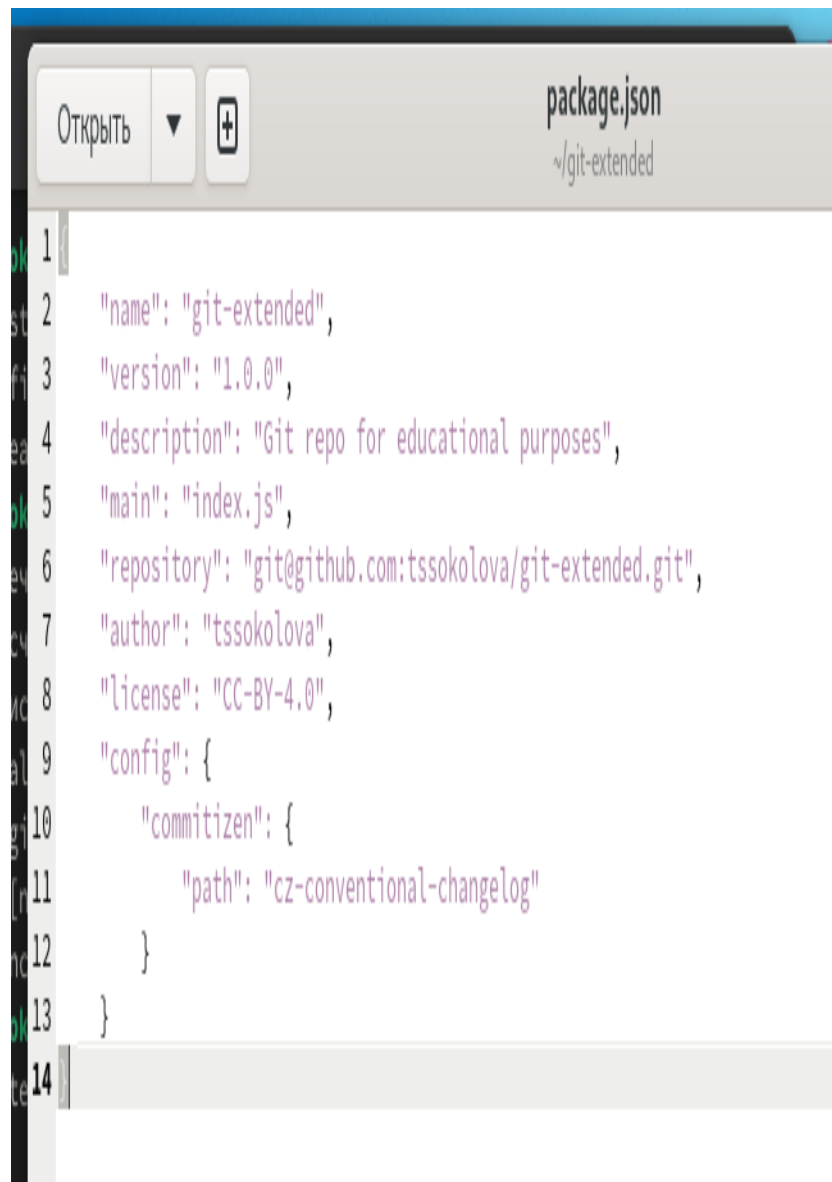 Открыть
package.json
~/git-extended
1 {
2 "name": "git-extended",
3 "version": "1.0.0",
4 "description": "Git repo for educational purposes",
5 "main": "index.js",
6 "repository": "git@github.com:tssokolova/git-extended.git",
7 "author": "tssokolova",
8 "license": "CC-BY-4.0",
9 "config": {
10 "commitizen": {
11 "path": "cz-conventional-changelog"
12 }
13 }
14 }